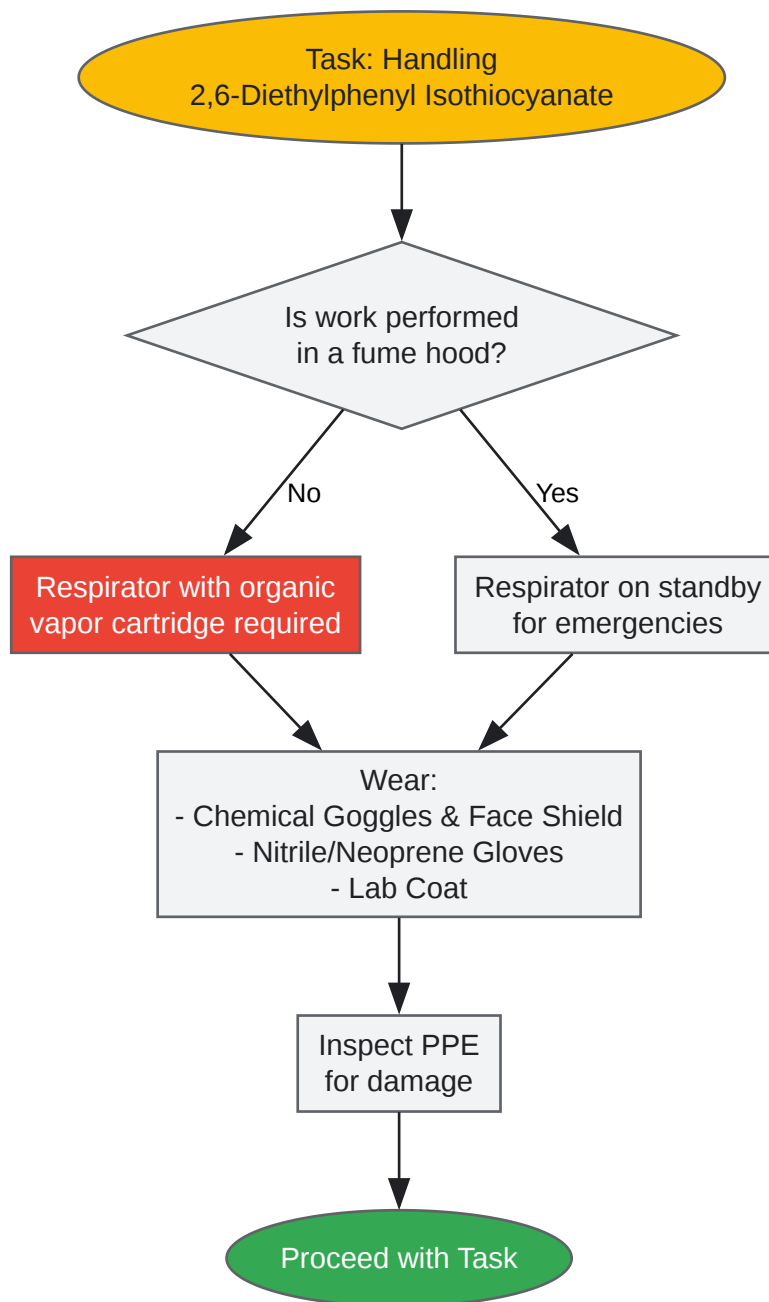 Task: Handling
2,6-Diethylphenyl Isothiocyanate
Is work performed
in a fume hood?
No
Yes
Respirator with organic
vapor cartridge required
Respirator on standby
for emergencies
Wear:
- Chemical Goggles & Face Shield
- Nitrile/Neoprene Gloves
- Lab Coat
Inspect PPE
for damage
Proceed with Task